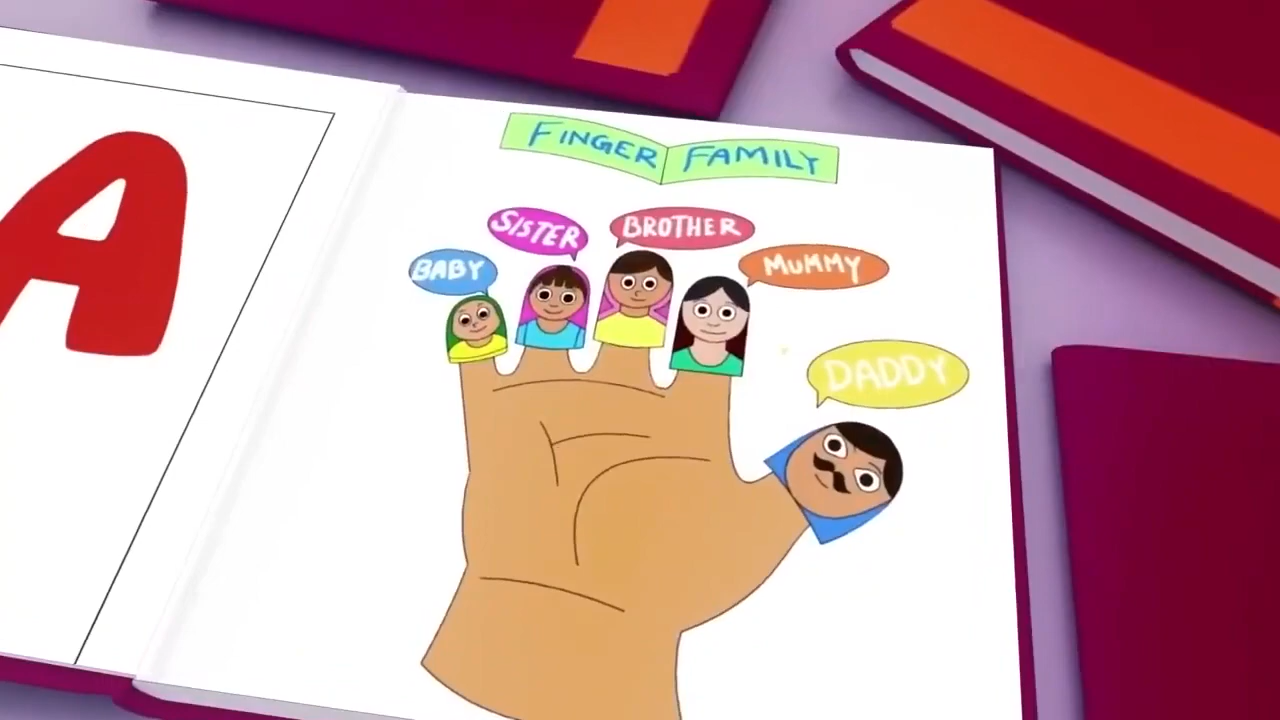 A
FINGER FAMILY
SISTER
BROTHER
BABY
MUMMY
DADDY